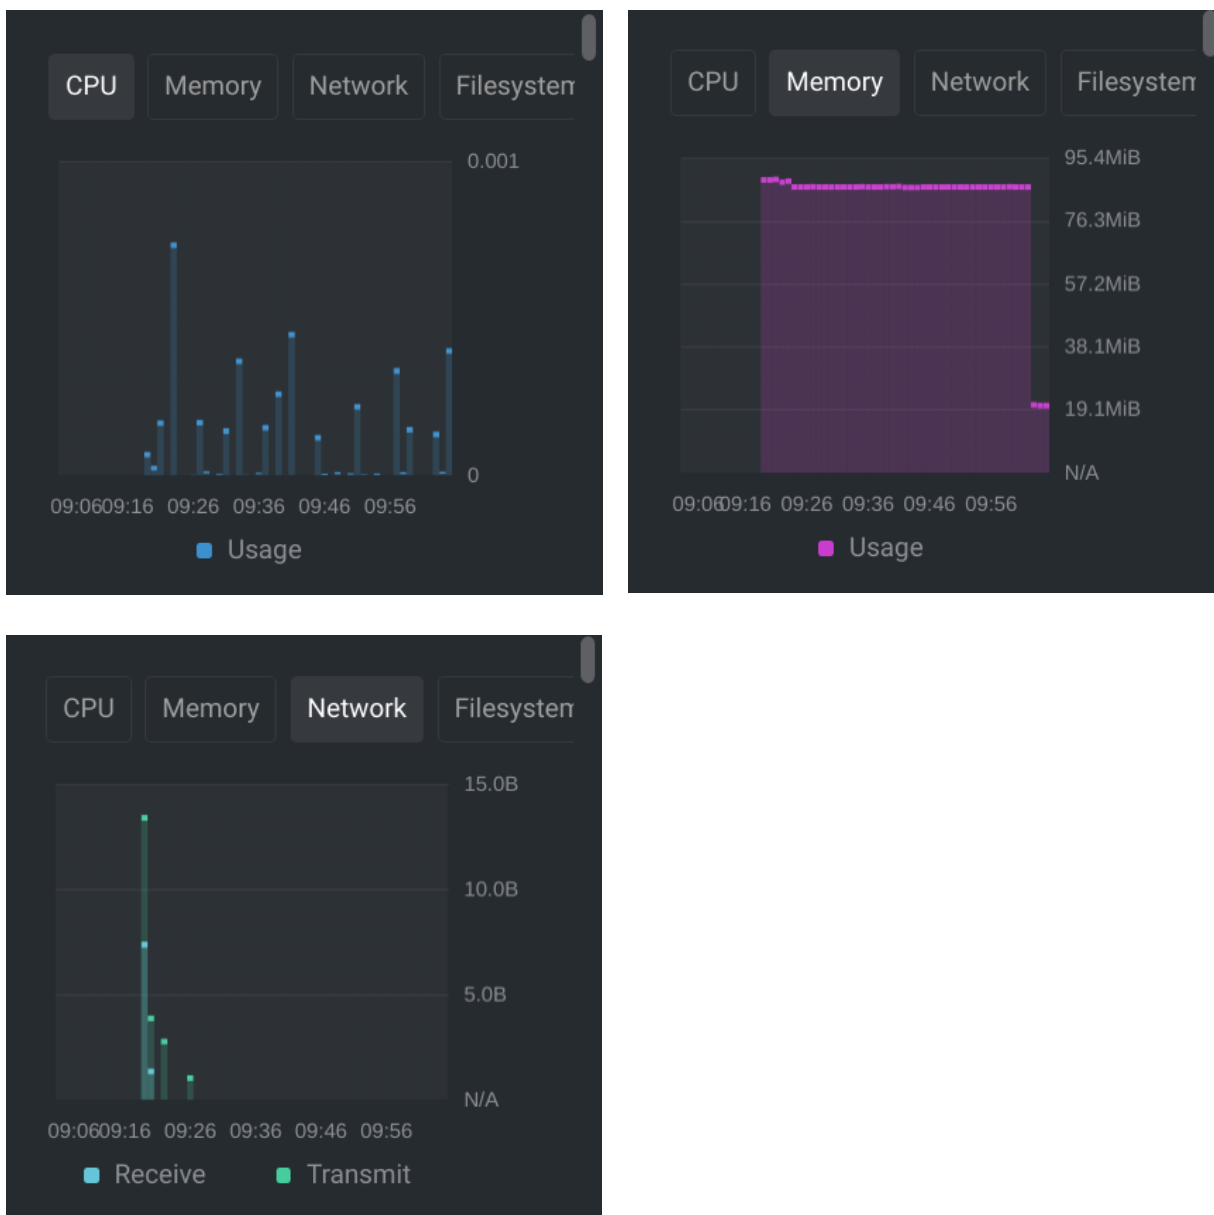 CPU Memory Network Filesystem
0.001
0
09:06 09:16 09:26 09:36 09:46 09:56
Usage
CPU Memory Network Filesystem
95.4MiB
76.3MiB
57.2MiB
38.1MiB
19.1MiB
N/A
09:06 09:16 09:26 09:36 09:46 09:56
Usage
CPU Memory Network Filesystem
15.0B
10.0B
5.0B
N/A
09:06 09:16 09:26 09:36 09:46 09:56
Receive Transmit